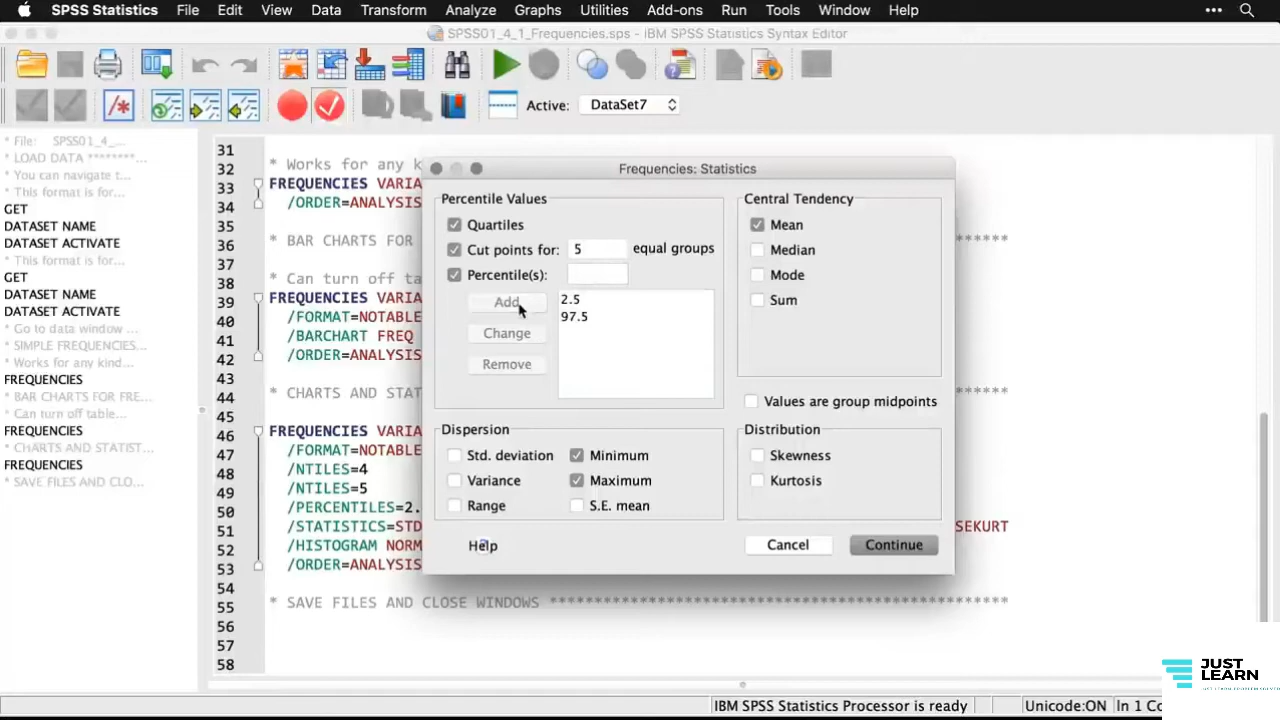 SPSS Statistics File Edit View Data Transform Analyze Graphs Utilities Add-ons Run Tools Window Help
SPSS01_4_1_Frequencies.sps - IBM SPSS Statistics Syntax Editor
Active: DataSet7
* File: SPSS01_4_...
* LOAD DATA ********...
* You can navigate t...
* This format is for...
GET
DATASET NAME
DATASET ACTIVATE
* This format is for...
GET
DATASET NAME
DATASET ACTIVATE
* Go to data window ...
* SIMPLE FREQUENCIES...
* Works for any kind...
FREQUENCIES
* BAR CHARTS FOR FRE...
* Can turn off table...
FREQUENCIES
* CHARTS AND STATIST...
FREQUENCIES
* SAVE FILES AND CLO...
31
32 * Works for any k
33 FREQUENCIES VARIA
34 /ORDER=ANALYSIS
35
36 * BAR CHARTS FOR
37
38 * Can turn off ta
39 FREQUENCIES VARIA
40 /FORMAT=NOTABLE
41 /BARCHART FREQ
42 /ORDER=ANALYSIS
43
44 * CHARTS AND STAT
45
46 FREQUENCIES VARIA
47 /FORMAT=NOTABLE
48 /NTILES=4
49 /NTILES=5
50 /PERCENTILES=2.
51 /STATISTICS=STD SEKURT
52 /HISTOGRAM NORM
53 /ORDER=ANALYSIS
54
55 * SAVE FILES AND CLOSE WINDOWS ***************************************************
56
57
58
Frequencies: Statistics
Percentile Values
Quartiles
Cut points for: 5 equal groups
Percentile(s):
Add
Change
Remove
2.5
97.5
Central Tendency
Mean
Median
Mode
Sum
Values are group midpoints
Dispersion
Std. deviation Minimum
Variance Maximum
Range S.E. mean
Distribution
Skewness
Kurtosis
Help Cancel Continue
IBM SPSS Statistics Processor is ready Unicode:ON In 1 Co
JUST
LEARN